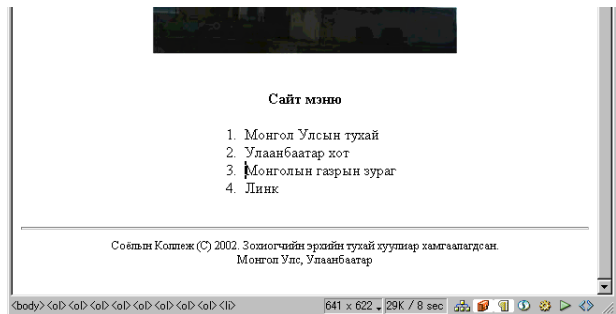 Сайт мэню
1. Монгол Улсын тухай
2. Улаанбаатар хот
3. Монголын газрын зураг
4. Линк
Соёлын Коллеж (C) 2002. Зохиогчийн эрхийн тухай хуулиар хамгаалагдсан.
Монгол Улс, Улаанбаатар
<body> <ol> <ol> <ol> <ol> <ol> <ol> <ol> <ol> <li> 641 x 622 29K / 8 sec